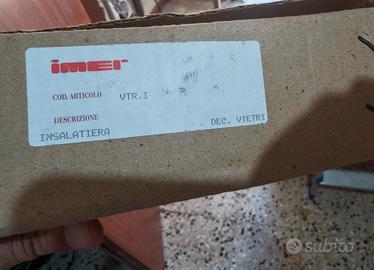 imer
COD. ARTICOLO VTR.I
DESCRIZIONE DEC. VIETRI
INSALATIERA
subito